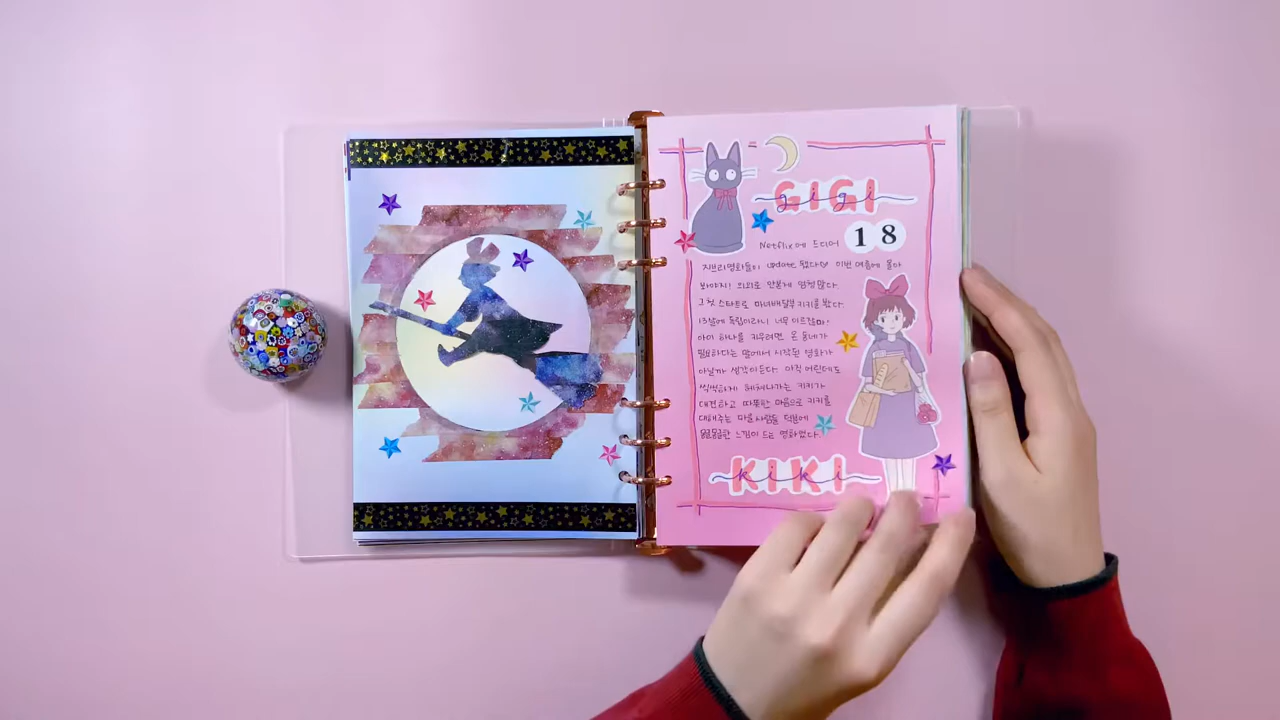 GIGI
gigi
18
Netflix에 드디어
지브리영화들이 update 됐다♡ 이번 여름에 몰아
봐야지! 의외로 안본게 엄청 많다.
그 첫 스타트로 마녀배달부 키키를 봤다.
13살에 독립이라니 너무 이르잖아!
아이 하나를 키우려면 온 동네가
필요하다는 말에서 시작된 영화가
아닐까 생각이든다. 아직 어린데도
씩씩하게 헤쳐나가는 키키가
대견하고 따뜻한 마음으로 키키를
대해주는 마을사람들 덕분에
뭉글뭉글한 느낌이 드는 영화였다.
KIKI
kiki